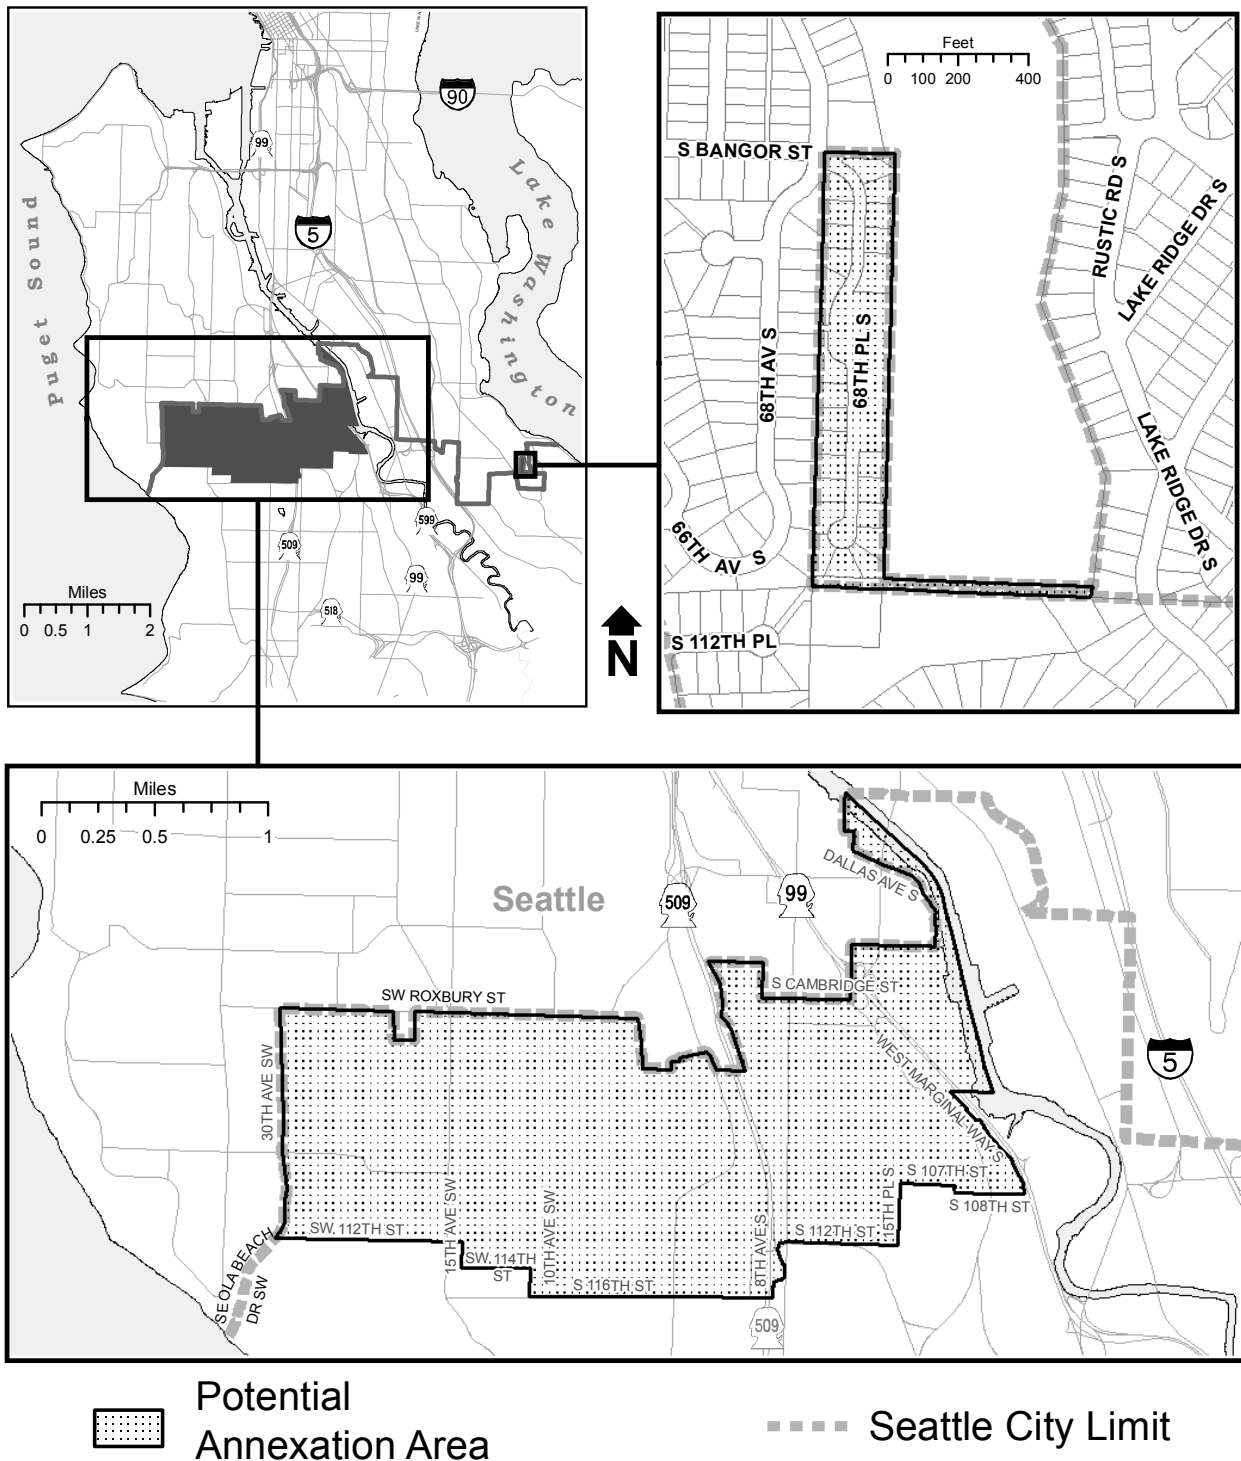 LAKE WA
90
99
5
Puget Sound
Lake Washington
599
509
99
518
Miles
0 0.5 1 2
N
Feet
0 100 200 400
S BANGOR ST
RUSTIC RD S
LAKE RIDGE DR S
68TH AV S
68TH PL S
LAKE RIDGE DR S
66TH AV S
S 112TH PL
Miles
0 0.25 0.5 1
Seattle
509
99
DALLAS AVE S
S CAMBRIDGE ST
SW ROXBURY ST
30TH AVE SW
WEST MARGINAL WAY S
5
S 107TH ST
S 108TH ST
15TH PL S
S 112TH ST
8TH AVE S
SW 112TH ST
15TH AVE SW
SW 114TH
ST
10TH AVE SW
S 116TH ST
SEOLA BEACH
DR SW
509
Potential
Annexation Area
Seattle City Limit